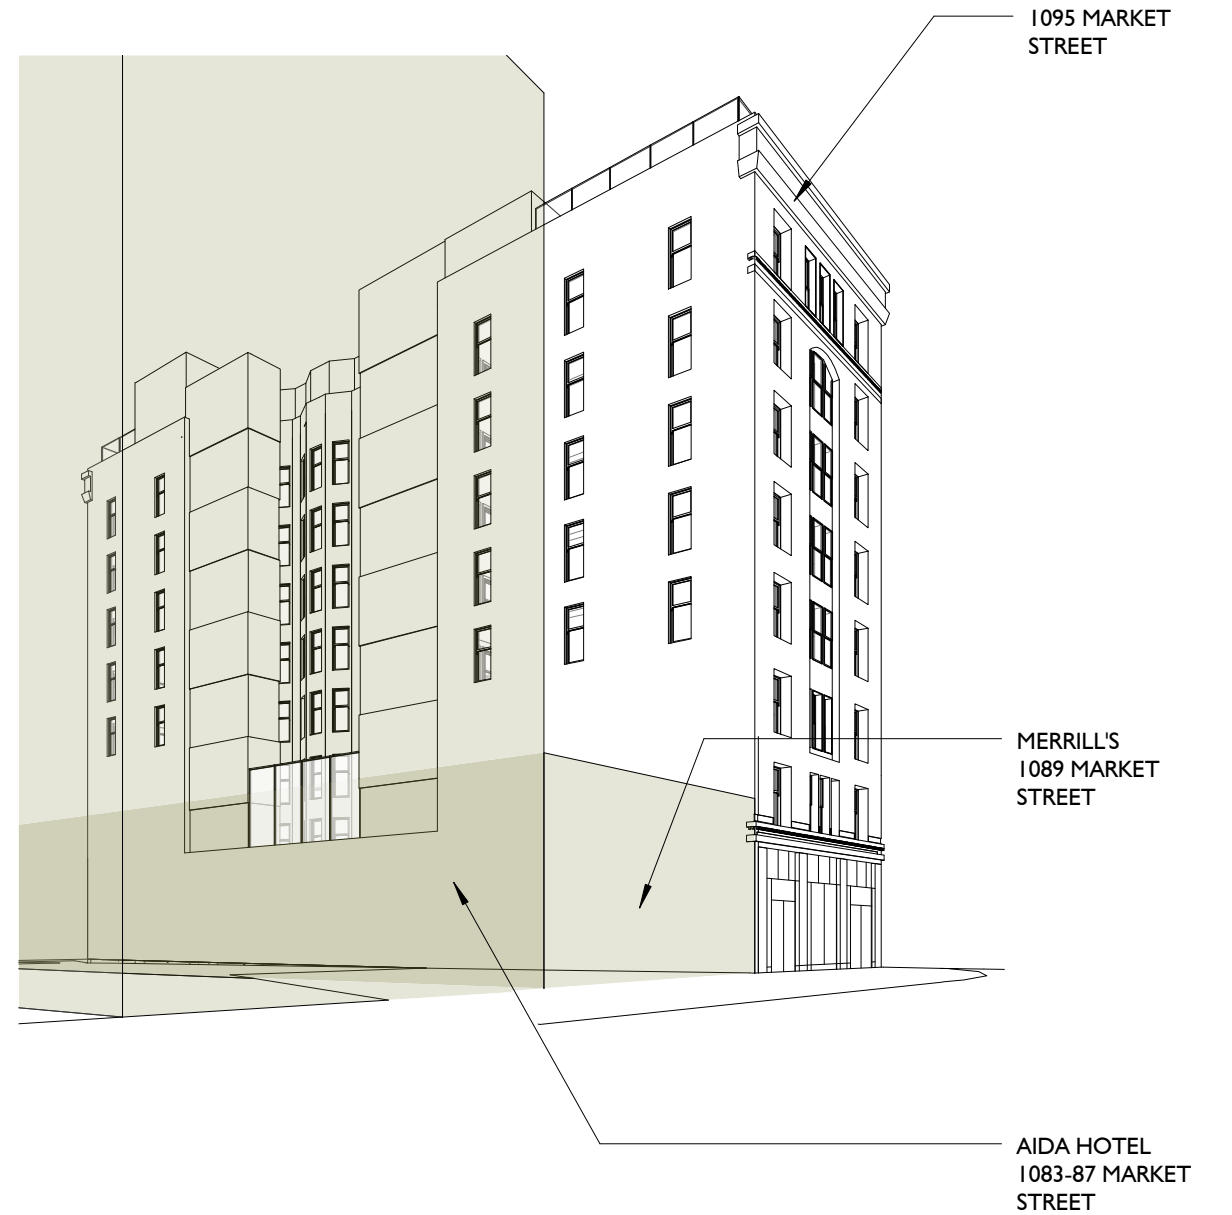 1095 MARKET
STREET
MERRILL'S
1089 MARKET
STREET
AIDA HOTEL
1083-87 MARKET
STREET